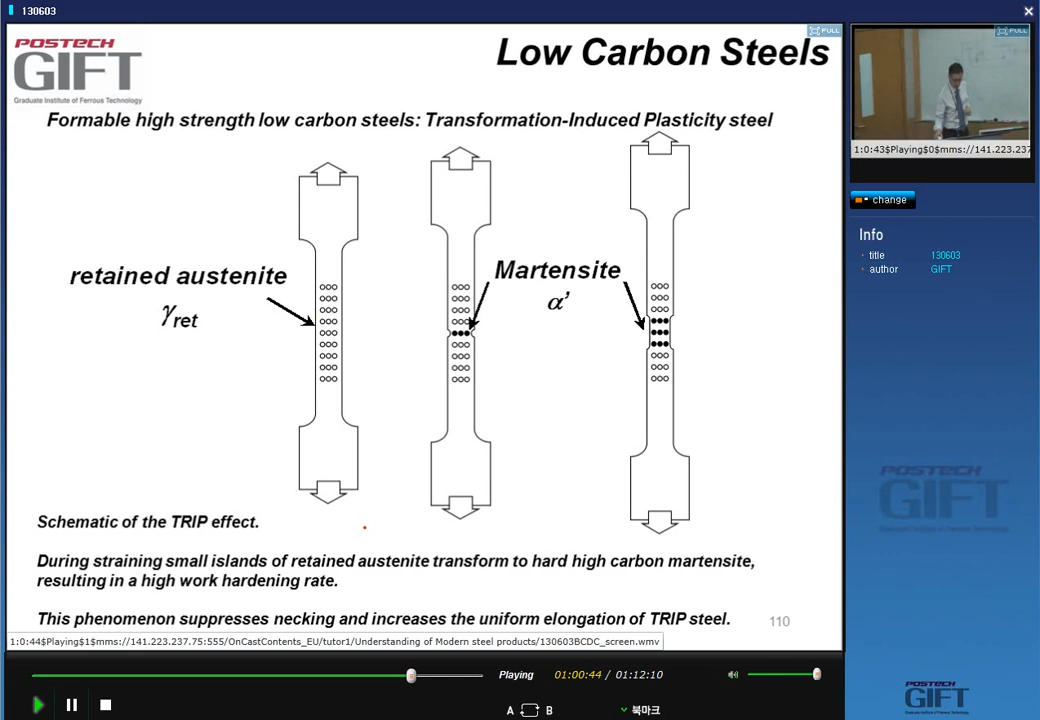 130603
FULL
POSTECH
GIFT
Graduate Institute of Ferrous Technology
Low Carbon Steels
Formable high strength low carbon steels: Transformation-Induced Plasticity steel
retained austenite
γret
Martensite
α'
Schematic of the TRIP effect.
During straining small islands of retained austenite transform to hard high carbon martensite,
resulting in a high work hardening rate.
This phenomenon suppresses necking and increases the uniform elongation of TRIP steel.
110
1:0:44$Playing$1$mms://141.223.237.75:555/OnCastContents_EU/tutor1/Understanding of Modern steel products/130603BCDC_screen.wmv
Playing
01:00:44 / 01:12:10
A B
북마크
FULL
1:0:43$Playing$0$mms://141.223.237
change
Info
title 130603
author GIFT
POSTECH
GIFT
POSTECH
GIFT